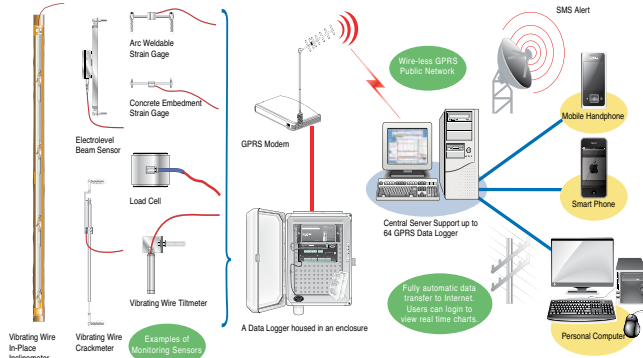 SMS Alert
Arc Weldable
Strain Gage
Wire-less GPRS
Public Network
Concrete Embedment
Strain Gage
Mobile Handphone
Electrolevel
Beam Sensor
GPRS Modem
Load Cell
Smart Phone
Central Server Support up to
64 GPRS Data Logger
Fully automatic data
transfer to Internet.
Users can login to
view real time charts.
Vibrating Wire Tiltmeter
A Data Logger housed in an enclosure
Vibrating Wire
In-Place
Inclinometer
Vibrating Wire
Crackmeter
Examples of
Monitoring Sensors
Personal Computer